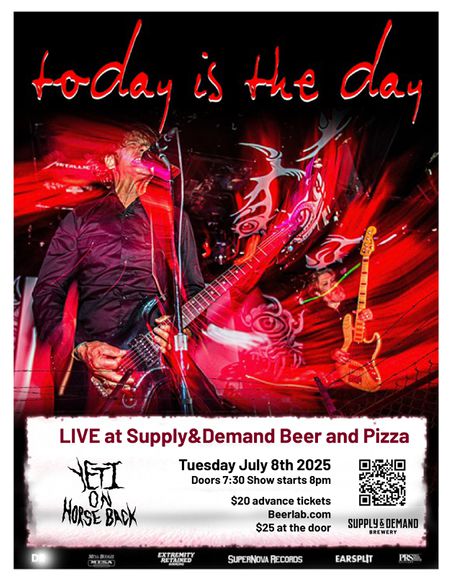 today is the day
LIVE at Supply&Demand Beer and Pizza
YETI
ON
HORSE BACK
Tuesday July 8th 2025
Doors 7:30 Show starts 8pm
$20 advance tickets
Beerlab.com
$25 at the door
SUPPLY & DEMAND
BREWERY
MESA
EXTREMITY
RETAINED
SUPERNOVA RECORDS
EARSPLIT
PRS